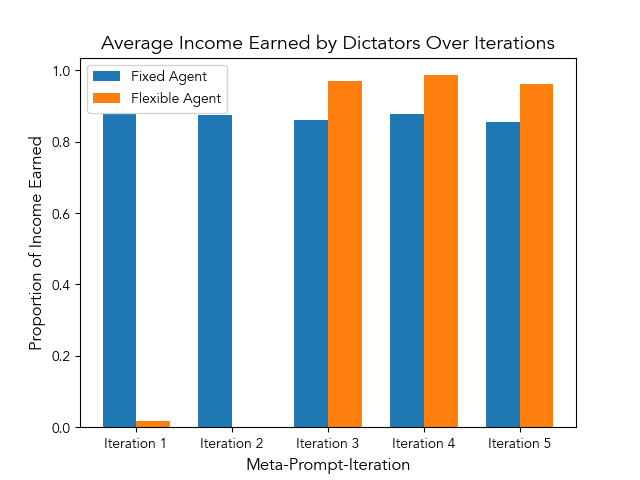 Average Income Earned by Dictators Over Iterations
Fixed Agent
Flexible Agent
1.0
0.8
0.6
0.4
0.2
0.0
Proportion of Income Earned
Iteration 1
Iteration 2
Iteration 3
Iteration 4
Iteration 5
Meta-Prompt-Iteration